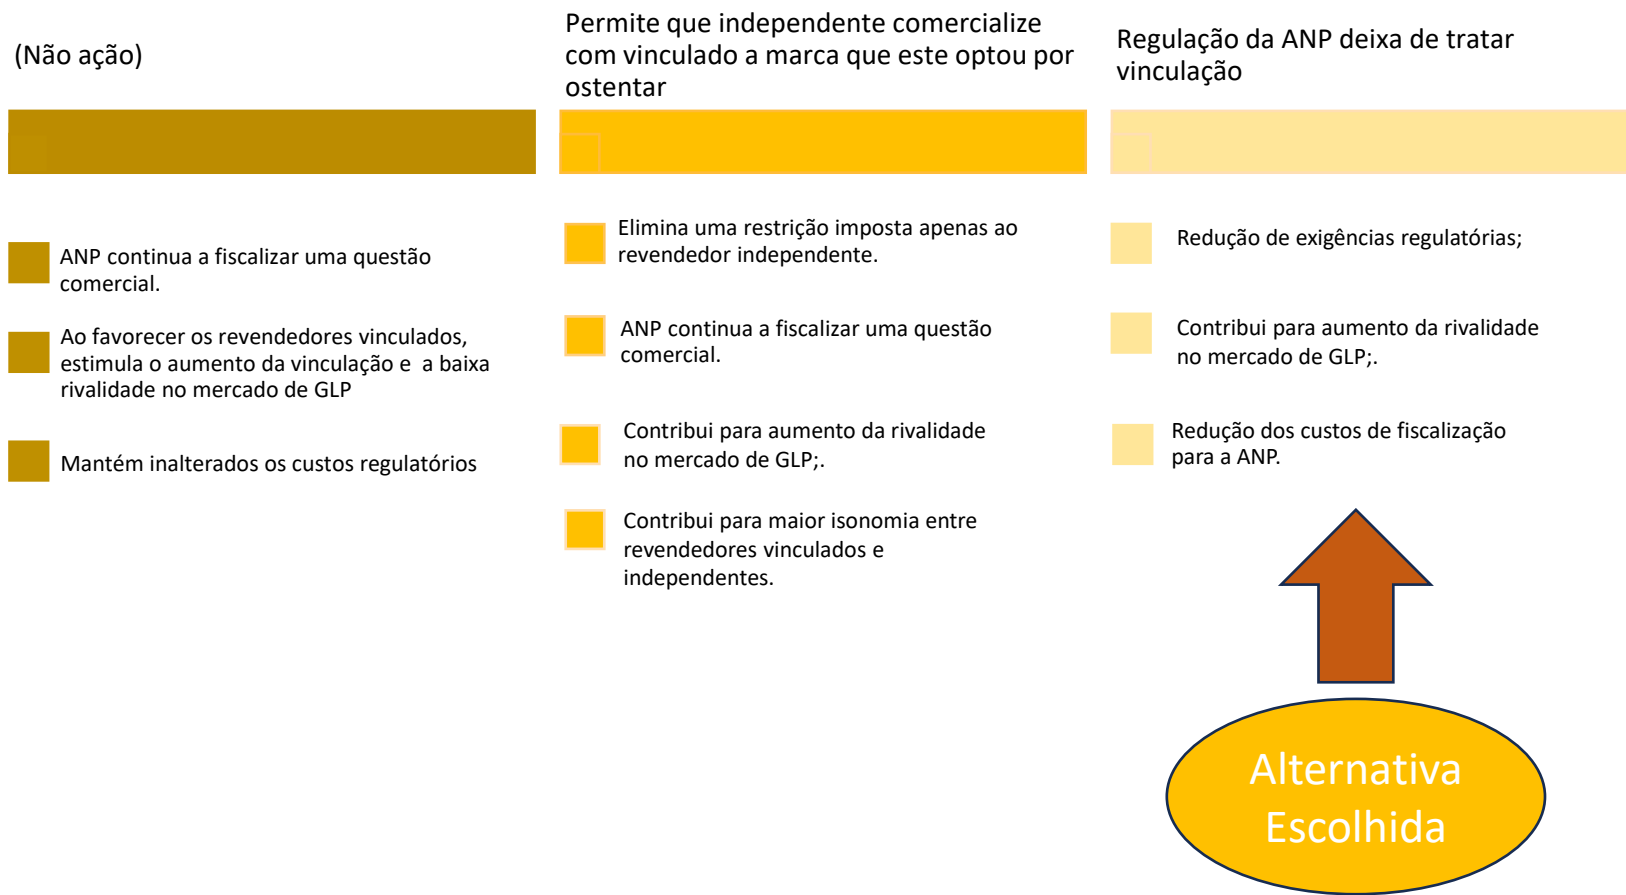 (Não ação)
ANP continua a fiscalizar uma questão
comercial.
Ao favorecer os revendedores vinculados,
estimula o aumento da vinculação e  a baixa
rivalidade no mercado de GLP
Mantém inalterados os custos regulatórios
Permite que independente comercialize
com vinculado a marca que este optou por
ostentar
Elimina uma restrição imposta apenas ao
revendedor independente.
ANP continua a fiscalizar uma questão
comercial.
Contribui para aumento da rivalidade
no mercado de GLP;.
Contribui para maior isonomia entre
revendedores vinculados e
independentes.
Regulação da ANP deixa de tratar
vinculação
Redução de exigências regulatórias;
Contribui para aumento da rivalidade
no mercado de GLP;.
Redução dos custos de fiscalização
para a ANP.
Alternativa
Escolhida